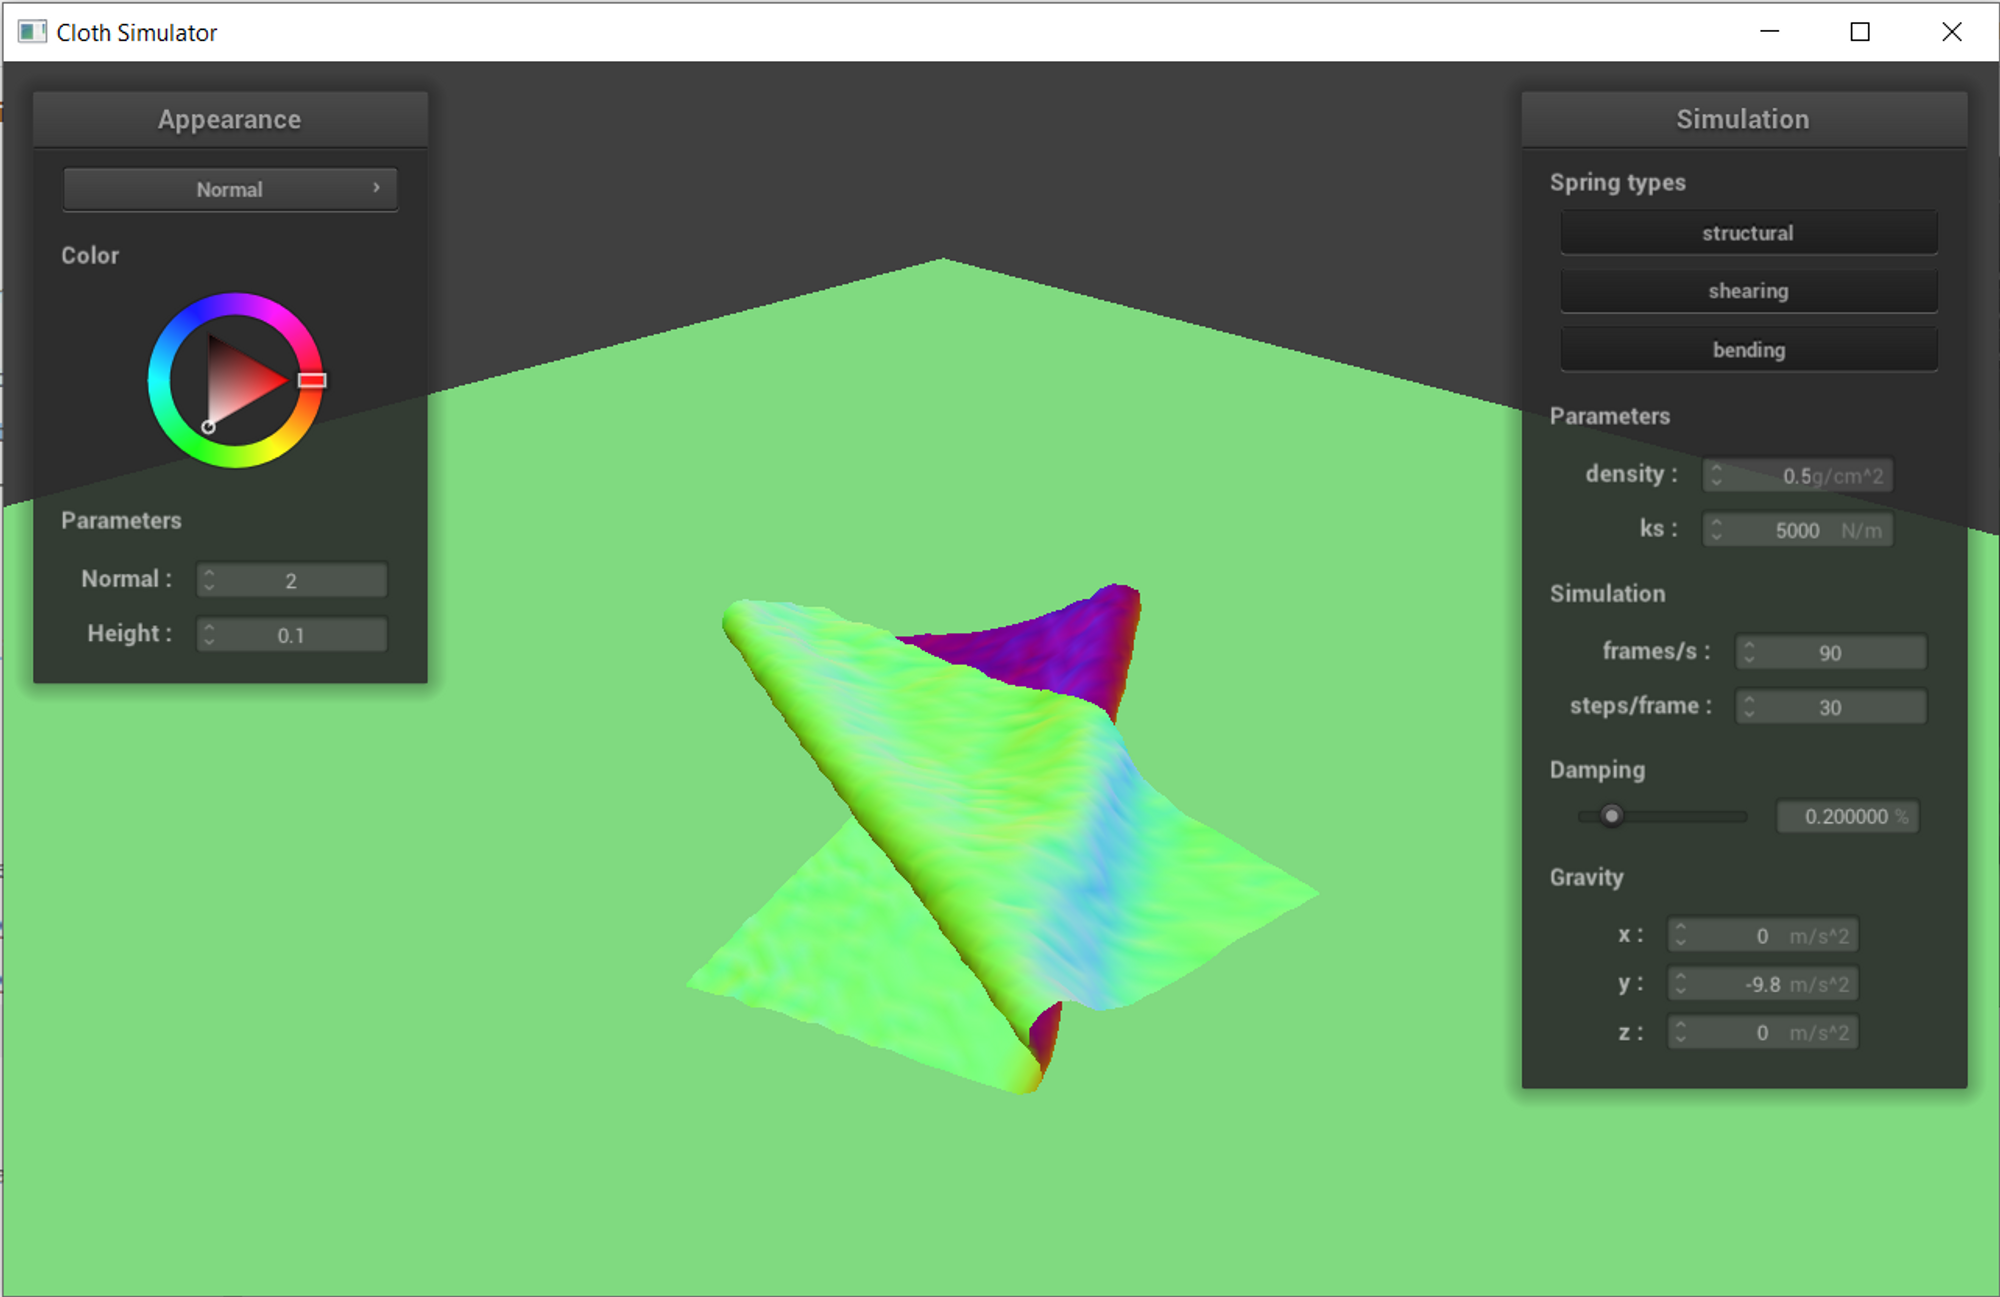 Cloth Simulator
Appearance
Normal
Color
Parameters
Normal : 2
Height : 0.1
Simulation
Spring types
structural
shearing
bending
Parameters
density : 0.5g/cm^2
ks : 5000 N/m
Simulation
frames/s : 90
steps/frame : 30
Damping
0.200000 %
Gravity
x : 0 m/s^2
y : -9.8 m/s^2
z : 0 m/s^2